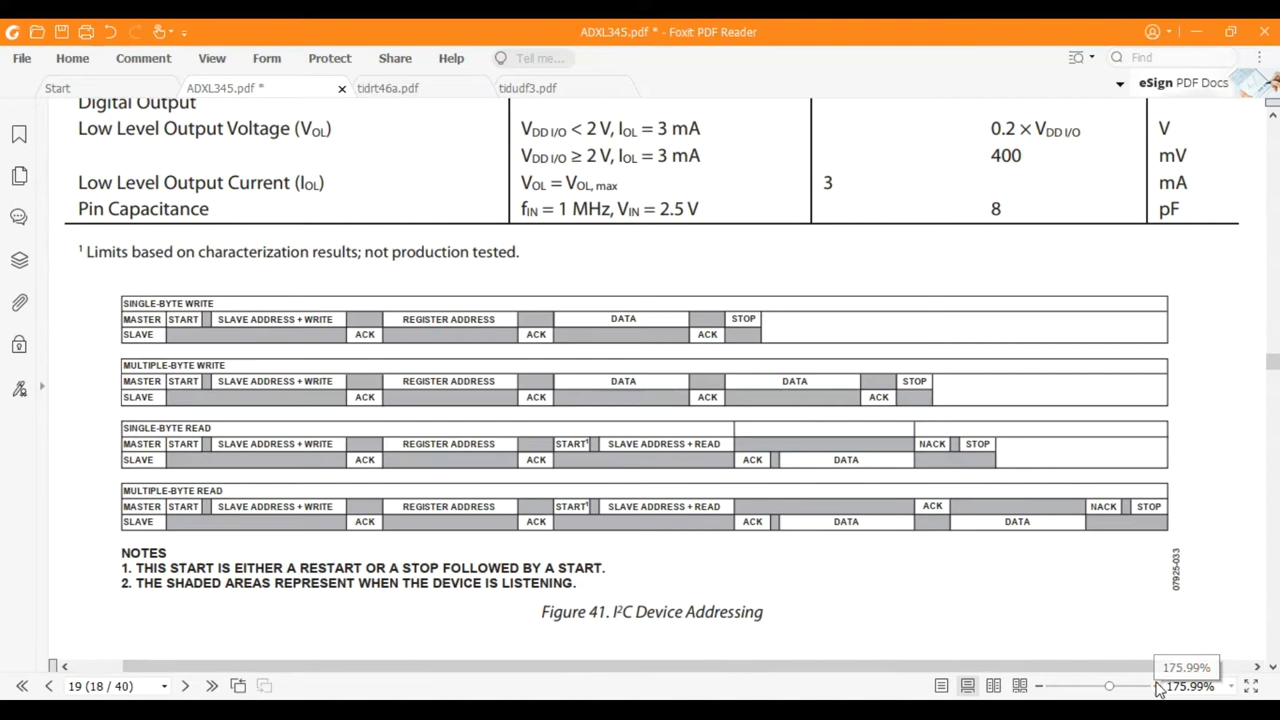 ADXL345.pdf * - Foxit PDF Reader
File Home Comment View Form Protect Share Help Tell me... Find
Start ADXL345.pdf * tidrt46a.pdf tidudf3.pdf eSign PDF Docs
Digital Output
Low Level Output Voltage (VOL) VDD I/O < 2 V, IOL = 3 mA 0.2 × VDD I/O V
VDD I/O ≥ 2 V, IOL = 3 mA 400 mV
Low Level Output Current (IOL) VOL = VOL, max 3 mA
Pin Capacitance fIN = 1 MHz, VIN = 2.5 V 8 pF
1 Limits based on characterization results; not production tested.
SINGLE-BYTE WRITE
MASTER START SLAVE ADDRESS + WRITE REGISTER ADDRESS DATA STOP
SLAVE ACK ACK ACK
MULTIPLE-BYTE WRITE
MASTER START SLAVE ADDRESS + WRITE REGISTER ADDRESS DATA DATA STOP
SLAVE ACK ACK ACK ACK
SINGLE-BYTE READ
MASTER START SLAVE ADDRESS + WRITE REGISTER ADDRESS START1 SLAVE ADDRESS + READ NACK STOP
SLAVE ACK ACK ACK DATA
MULTIPLE-BYTE READ
MASTER START SLAVE ADDRESS + WRITE REGISTER ADDRESS START1 SLAVE ADDRESS + READ ACK NACK STOP
SLAVE ACK ACK ACK DATA DATA
NOTES
1. THIS START IS EITHER A RESTART OR A STOP FOLLOWED BY A START.
2. THE SHADED AREAS REPRESENT WHEN THE DEVICE IS LISTENING.
07925-033
Figure 41. I2C Device Addressing
175.99%
19 (18 / 40) 175.99%